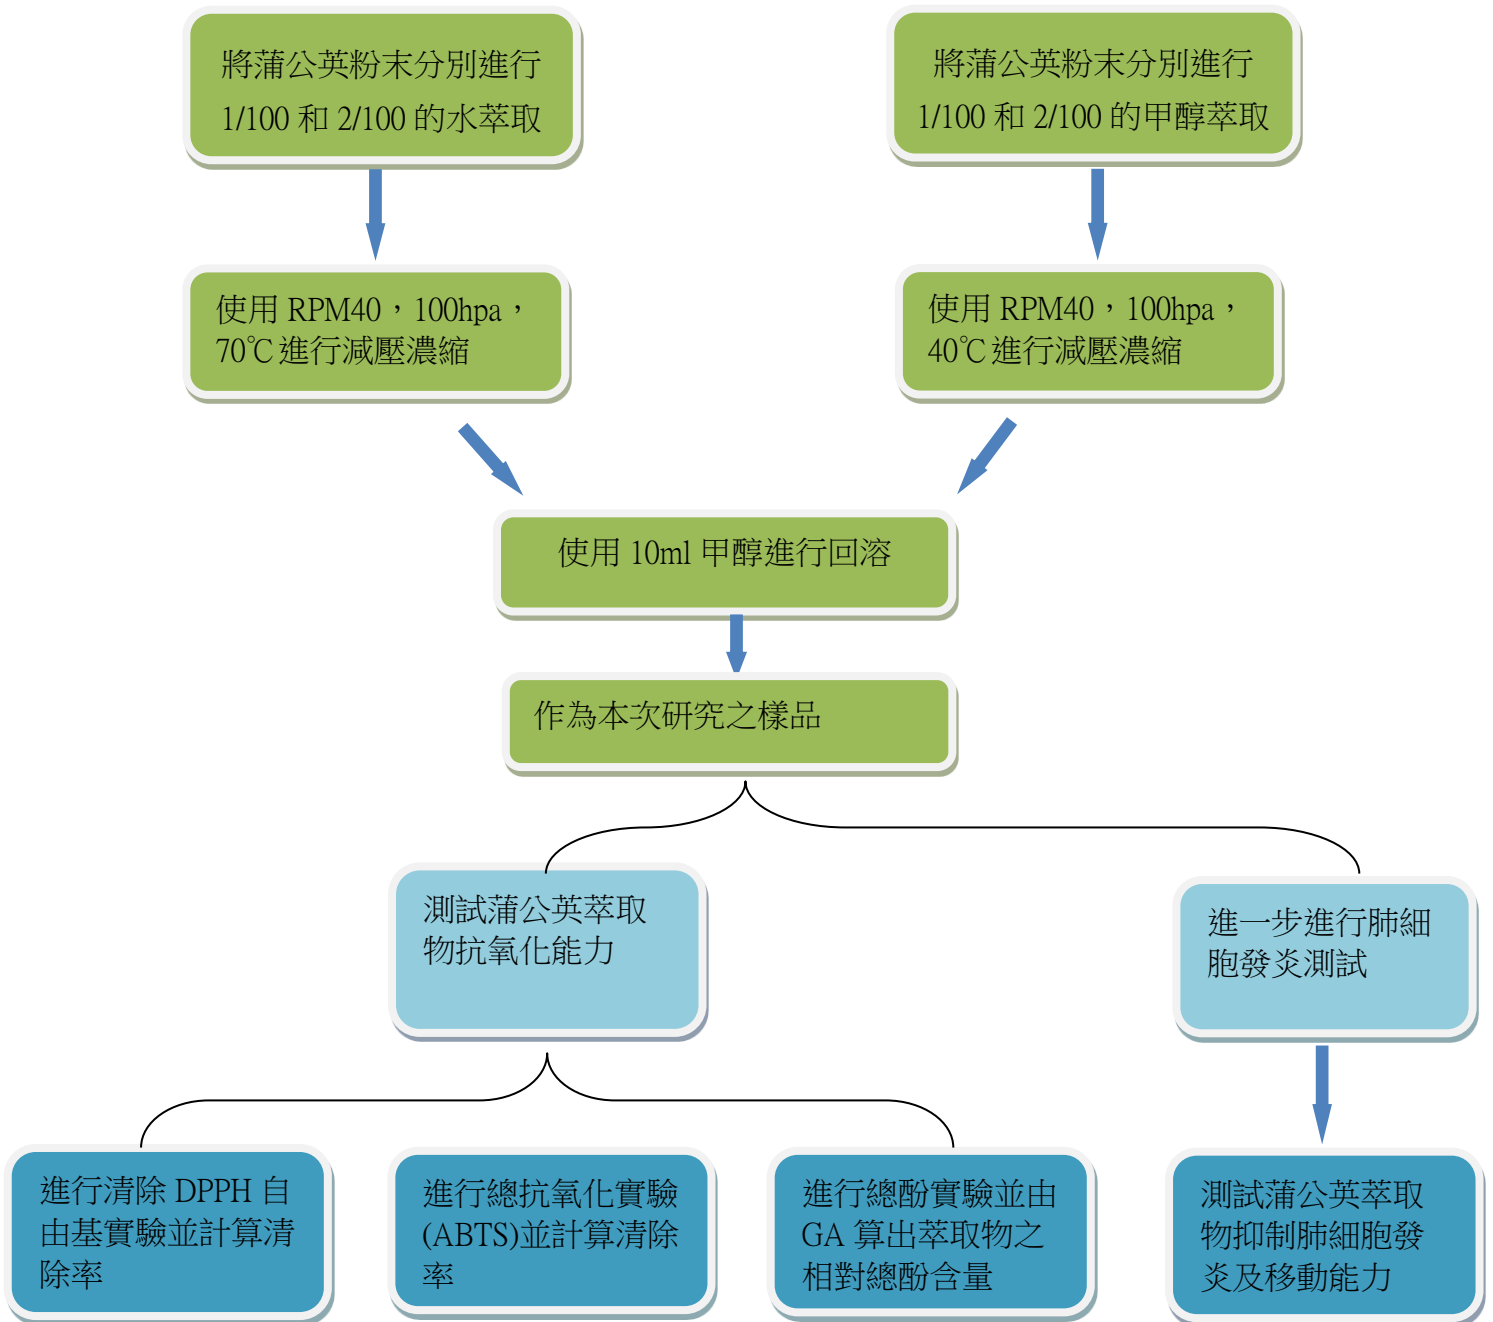 將蒲公英粉末分別進行
1/100 和 2/100 的水萃取
將蒲公英粉末分別進行
1/100 和 2/100 的甲醇萃取
使用 RPM40，100hpa，
70℃進行減壓濃縮
使用 RPM40，100hpa，
40℃進行減壓濃縮
使用 10ml 甲醇進行回溶
作為本次研究之樣品
測試蒲公英萃取
物抗氧化能力
進一步進行肺細
胞發炎測試
進行清除 DPPH 自
由基實驗並計算清
除率
進行總抗氧化實驗
(ABTS)並計算清除
率
進行總酚實驗並由
GA 算出萃取物之
相對總酚含量
測試蒲公英萃取
物抑制肺細胞發
炎及移動能力